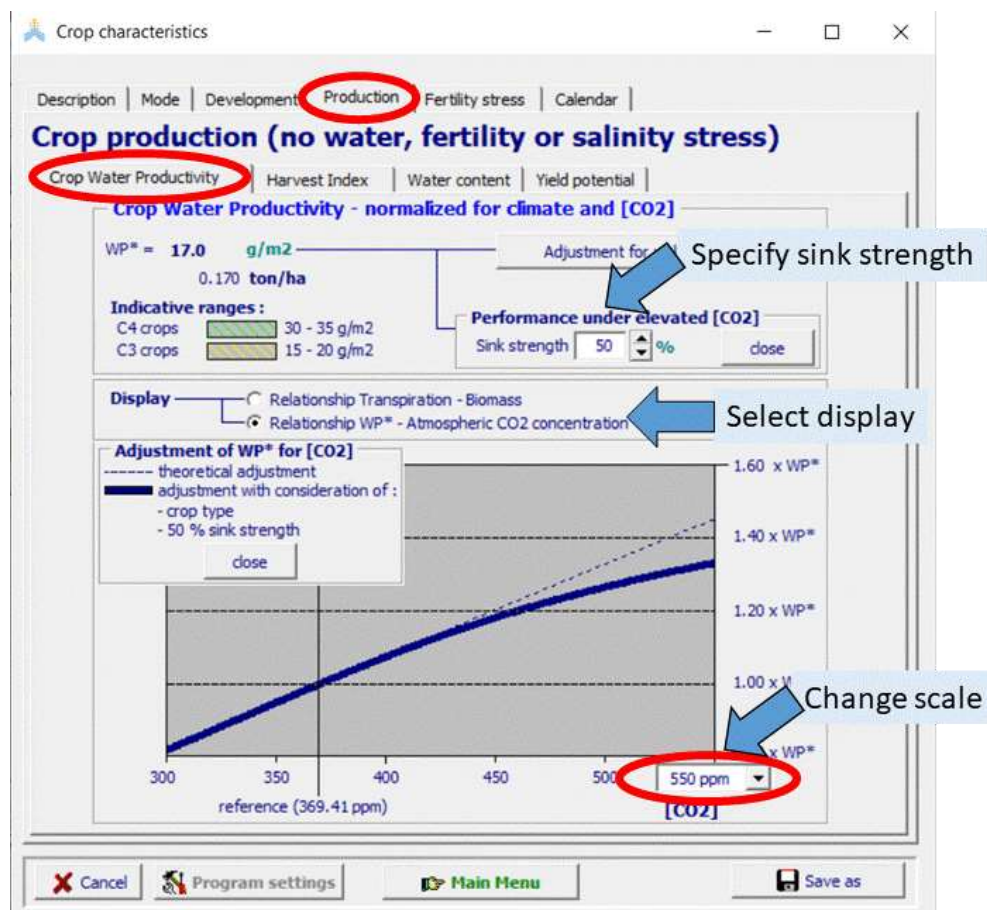 Crop characteristics
Description Mode Development Production Fertility stress Calendar
Crop production (no water, fertility or salinity stress)
Crop Water Productivity Harvest Index Water content Yield potential
Crop Water Productivity - normalized for climate and [CO2]
WP* = 17.0 g/m2
Adjustment for
Specify sink strength
0.170 ton/ha
Indicative ranges :
C4 crops 30 - 35 g/m2
C3 crops 15 - 20 g/m2
Performance under elevated [CO2]
Sink strength 50 % close
Display Relationship Transpiration - Biomass
Relationship WP* - Atmospheric CO2 concentration
Select display
Adjustment of WP* for [CO2]
------ theoretical adjustment
adjustment with consideration of :
- crop type
- 50 % sink strength
close
1.60 x WP*
1.40 x WP*
1.20 x WP*
1.00 x
Change scale
x WP*
300 350 400 450 500 550 ppm
reference (369.41 ppm) [CO2]
Cancel Program settings Main Menu Save as